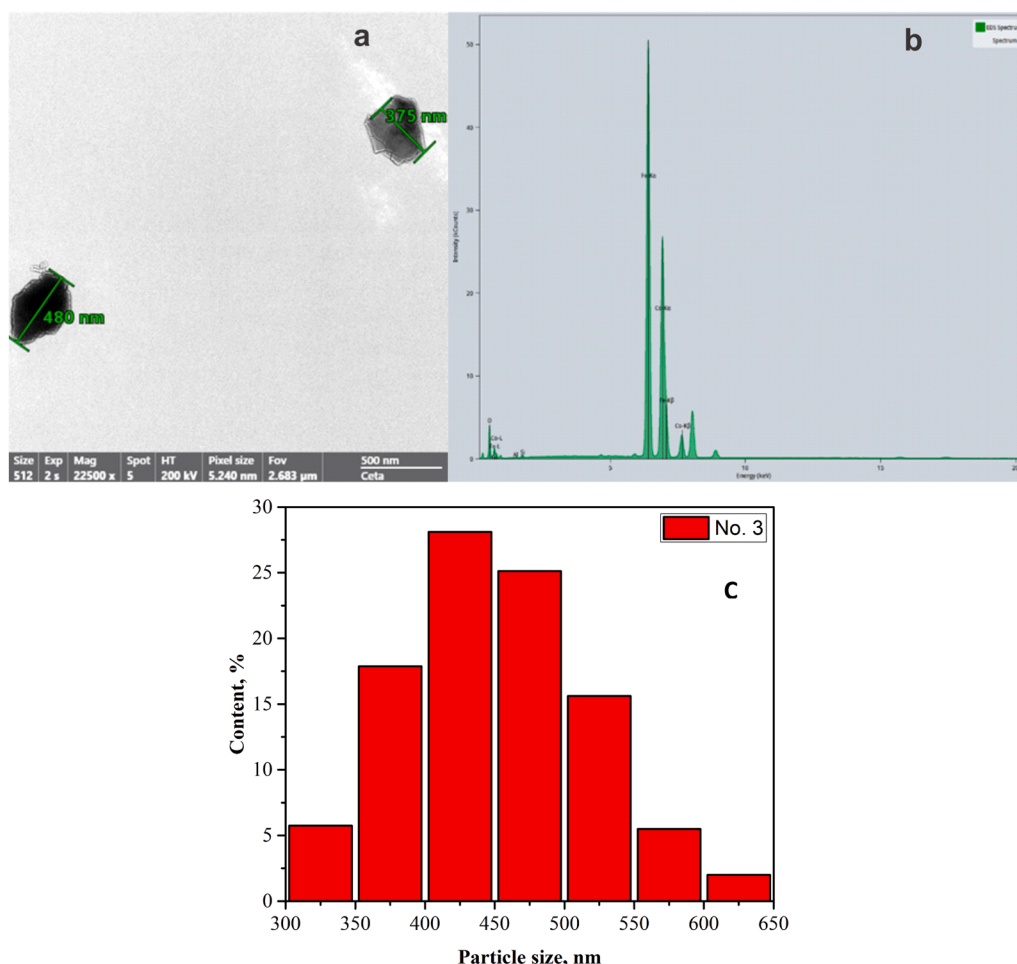 a
375 nm
480 nm
Size Exp Mag Spot HT Pixel size Fov 500 nm
512 2 s 22500 x 5 200 kV 5.240 nm 2.683 µm Ceta
b
EDS Spectru
Spectrum
50
40
30
20
10
0
Intensity (kCounts)
Fe-Kα
Co-Kα
Fe-Kβ
Co-Kβ
O
Co-L
5
10
15
20
Energy (keV)
No. 3
c
30
25
20
15
10
5
0
Content, %
300 350 400 450 500 550 600 650
Particle size, nm